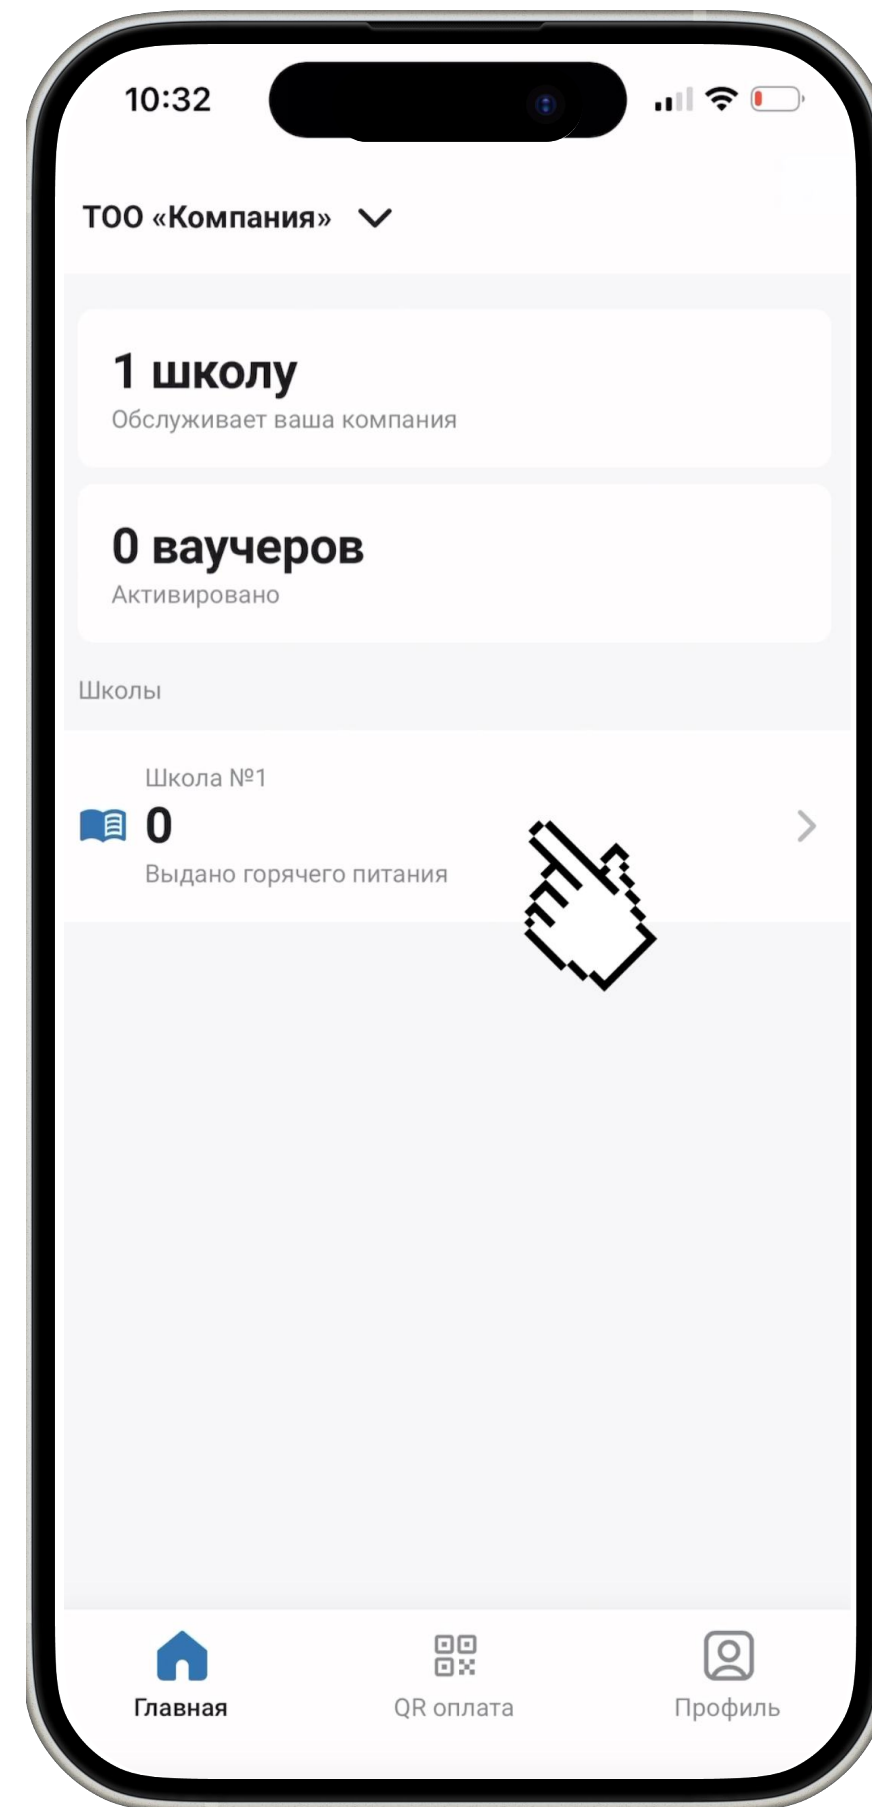 10:32
ТОО «Компания»
1 школу
Обслуживает ваша компания
0 ваучеров
Активировано
Школы
Школа №1
0
Выдано горячего питания
Главная
QR оплата
Профиль